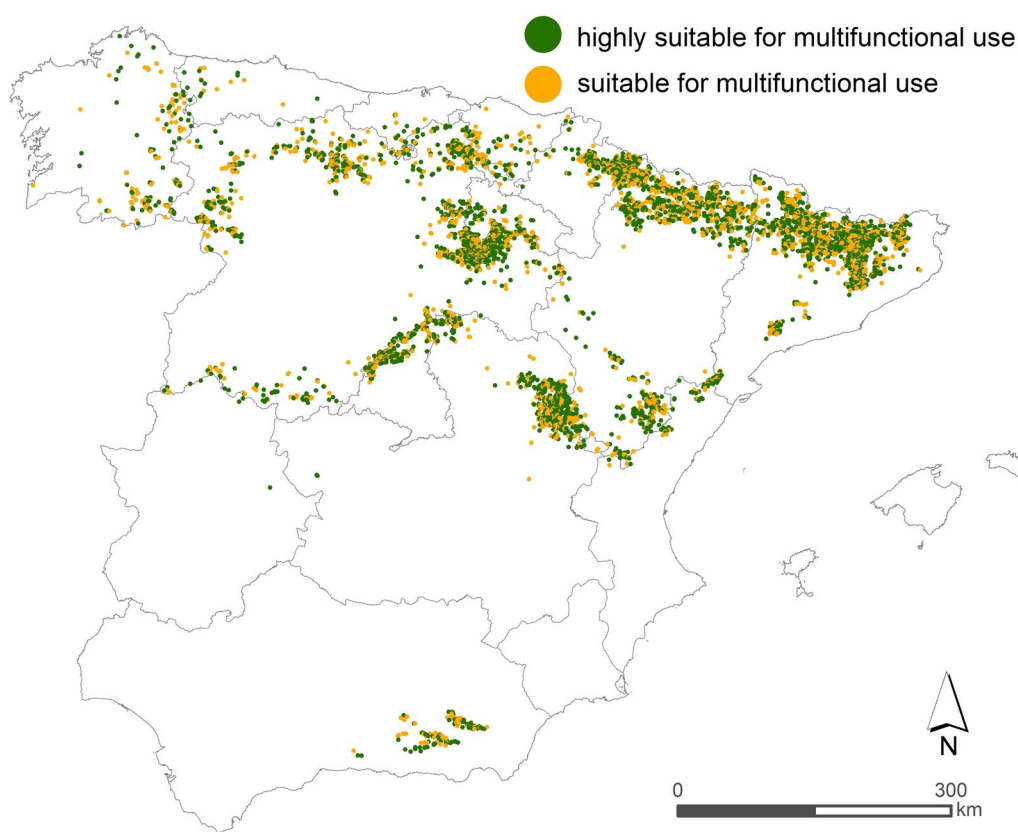 highly suitable for multifunctional use
suitable for multifunctional use
N
0 300
km